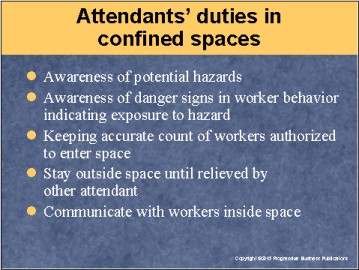 Attendants’ duties in
confined spaces
Awareness of potential hazards
Awareness of danger signs in worker behavior
indicating exposure to hazard
Keeping accurate count of workers authorized
to enter space
Stay outside space until relieved by
other attendant
Communicate with workers inside space
Copyright Progressive Business Publications